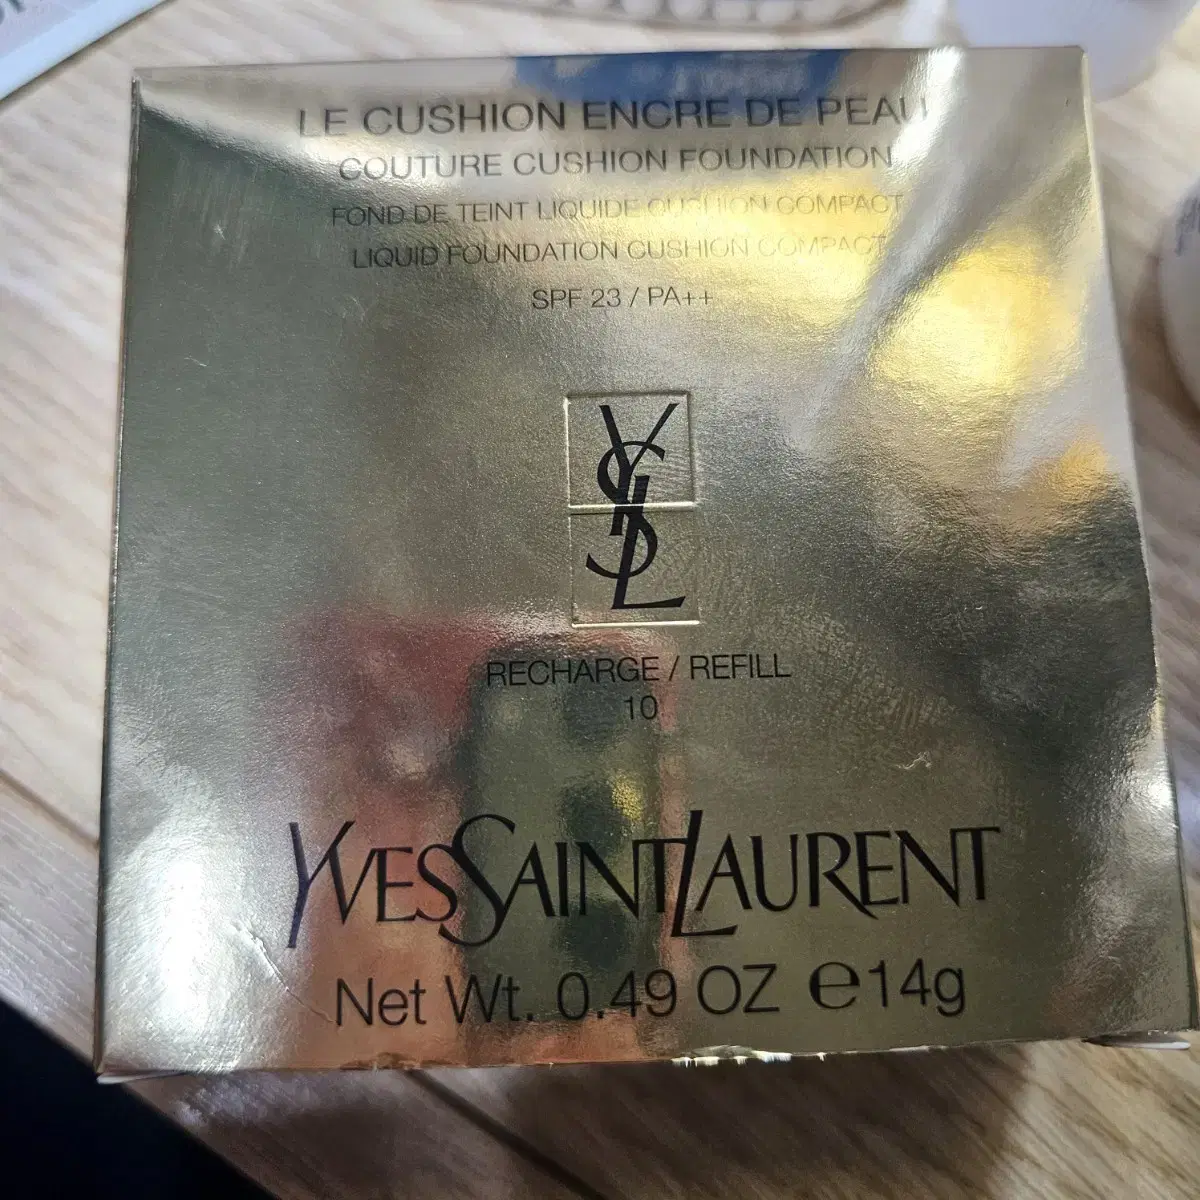 LE CUSHION ENCRE DE PEAU
COUTURE CUSHION FOUNDATION
FOND DE TEINT LIQUIDE CUSHION COMPACT
LIQUID FOUNDATION CUSHION COMPACT
SPF 23 / PA++
YSL
RECHARGE / REFILL
10
YVESSAINTLAURENT
Net Wt. 0.49 OZ ℮14g